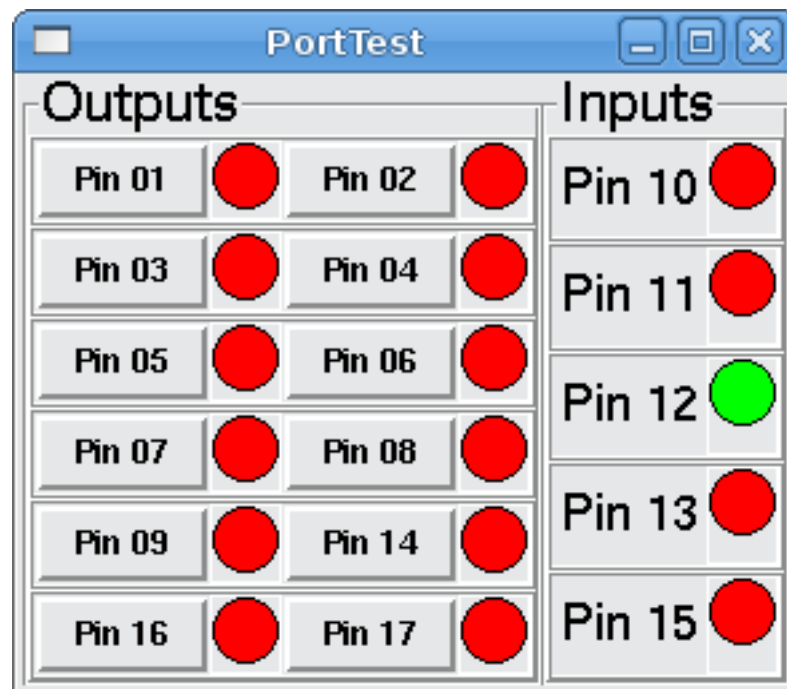 PortTest
Outputs
Pin 01 Pin 02
Pin 03 Pin 04
Pin 05 Pin 06
Pin 07 Pin 08
Pin 09 Pin 14
Pin 16 Pin 17
Inputs
Pin 10
Pin 11
Pin 12
Pin 13
Pin 15